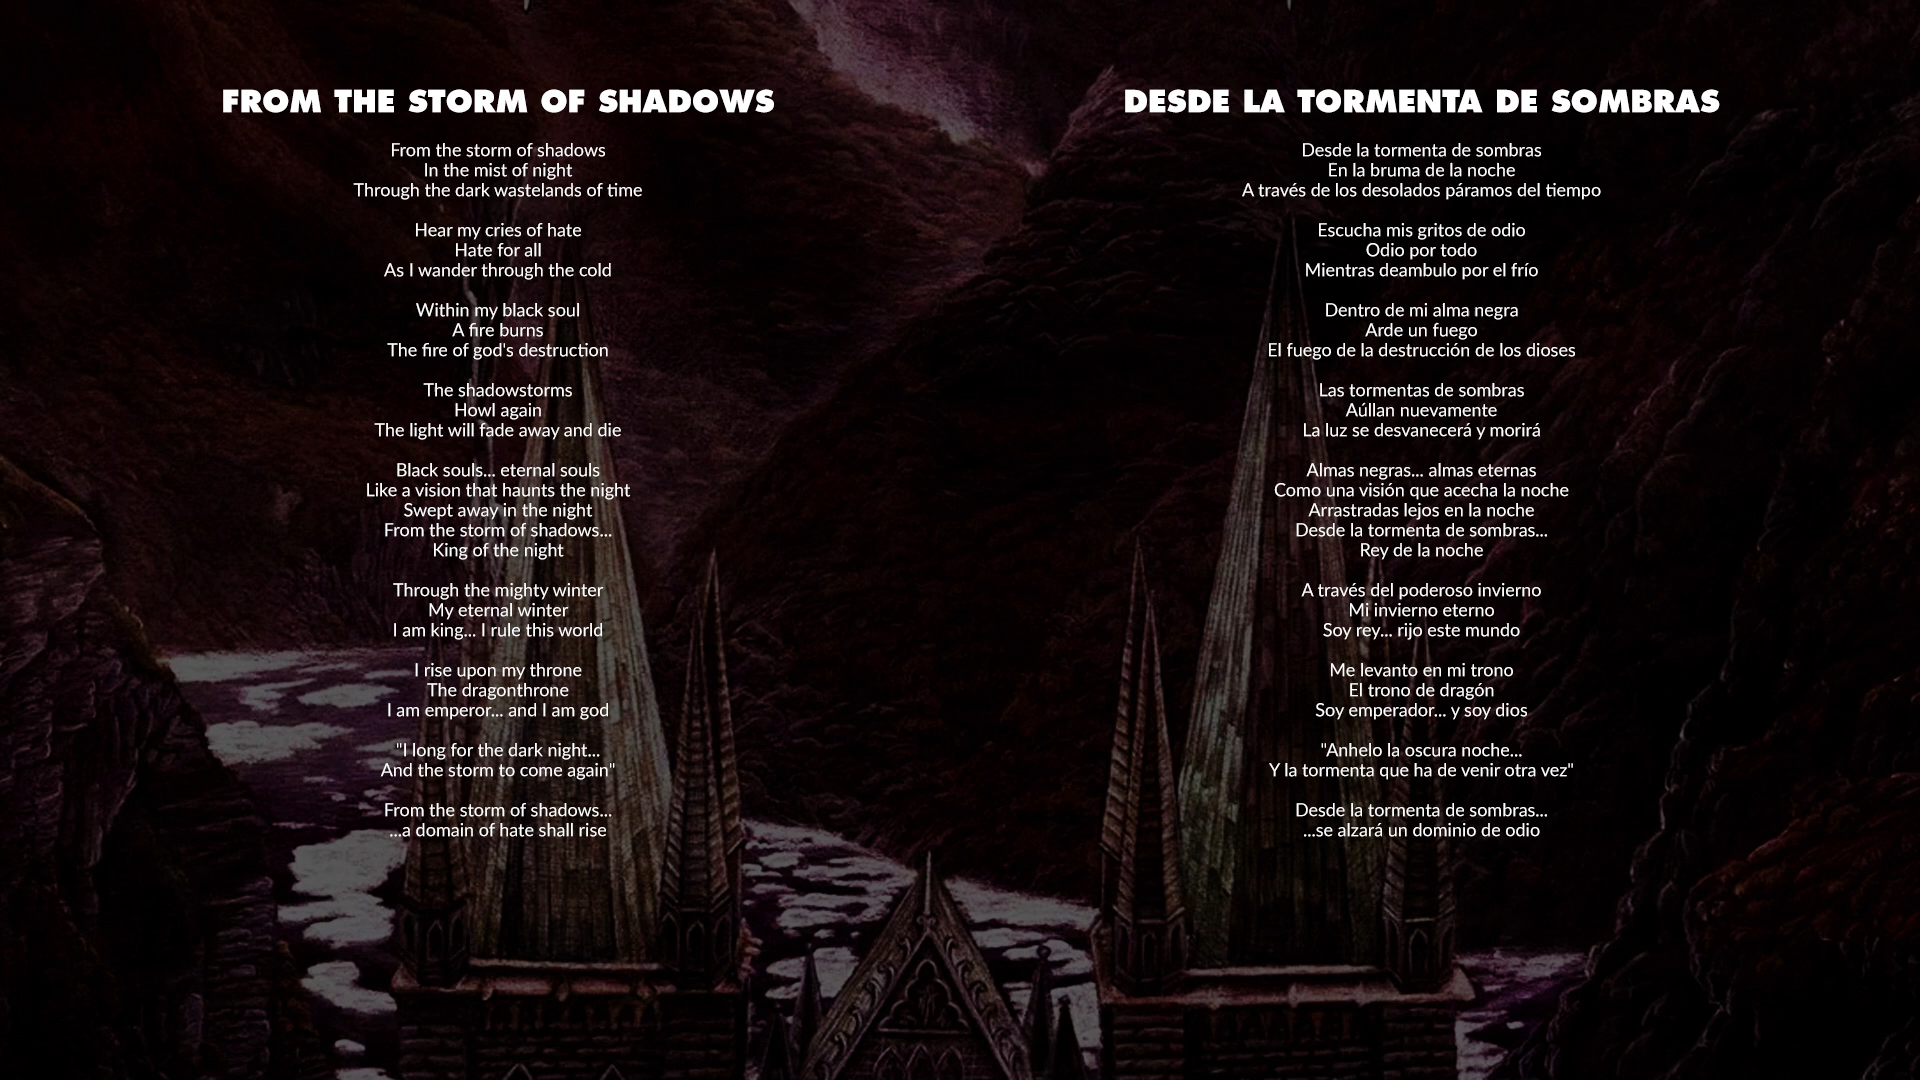 FROM THE STORM OF SHADOWS
From the storm of shadows
In the mist of night
Through the dark wastelands of time
Hear my cries of hate
Hate for all
As I wander through the cold
Within my black soul
A fire burns
The fire of god's destruction
The shadowstorms
Howl again
The light will fade away and die
Black souls... eternal souls
Like a vision that haunts the night
Swept away in the night
From the storm of shadows...
King of the night
Through the mighty winter
My eternal winter
I am king... I rule this world
I rise upon my throne
The dragonthrone
I am emperor... and I am god
"I long for the dark night...
And the storm to come again"
From the storm of shadows...
...a domain of hate shall rise
DESDE LA TORMENTA DE SOMBRAS
Desde la tormenta de sombras
En la bruma de la noche
A través de los desolados páramos del tiempo
Escucha mis gritos de odio
Odio por todo
Mientras deambulo por el frío
Dentro de mi alma negra
Arde un fuego
El fuego de la destrucción de los dioses
Las tormentas de sombras
Aúllan nuevamente
La luz se desvanecerá y morirá
Almas negras... almas eternas
Como una visión que acecha la noche
Arrastradas lejos en la noche
Desde la tormenta de sombras...
Rey de la noche
A través del poderoso invierno
Mi invierno eterno
Soy rey... rijo este mundo
Me levanto en mi trono
El trono de dragón
Soy emperador... y soy dios
"Anhelo la oscura noche...
Y la tormenta que ha de venir otra vez"
Desde la tormenta de sombras...
...se alzará un dominio de odio